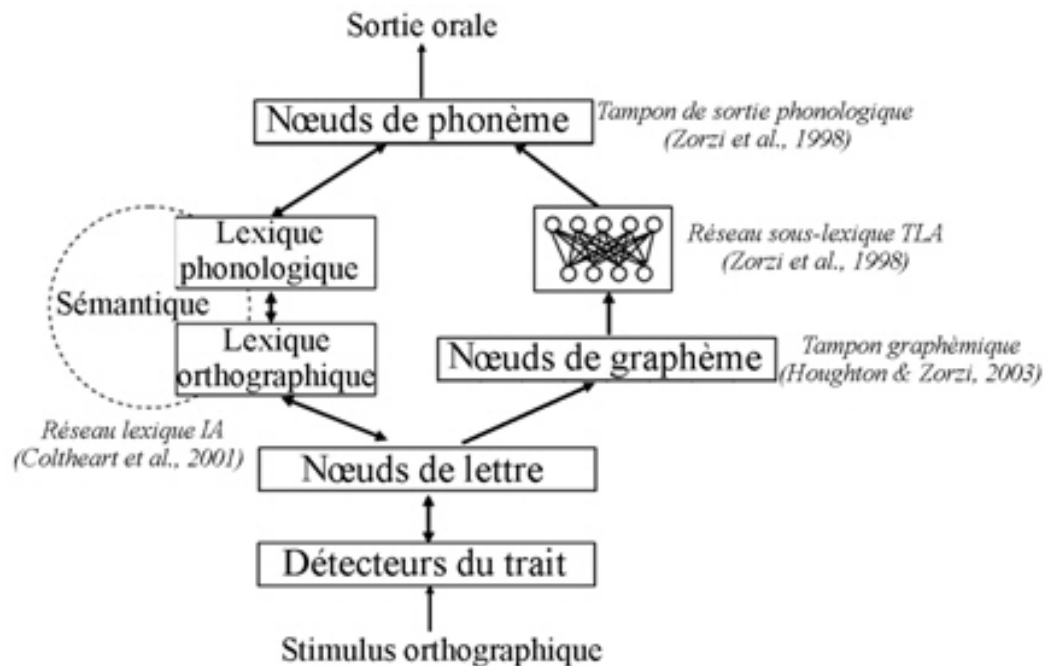 Sortie orale
Nœuds de phonème
Tampon de sortie phonologique
(Zorzi et al., 1998)
Lexique
phonologique
Réseau sous-lexique TLA
(Zorzi et al., 1998)
Sémantique
Lexique
orthographique
Nœuds de graphème
Tampon graphèmique
(Houghton & Zorzi, 2003)
Réseau lexique IA
(Coltheart et al., 2001)
Nœuds de lettre
Détecteurs du trait
Stimulus orthographique